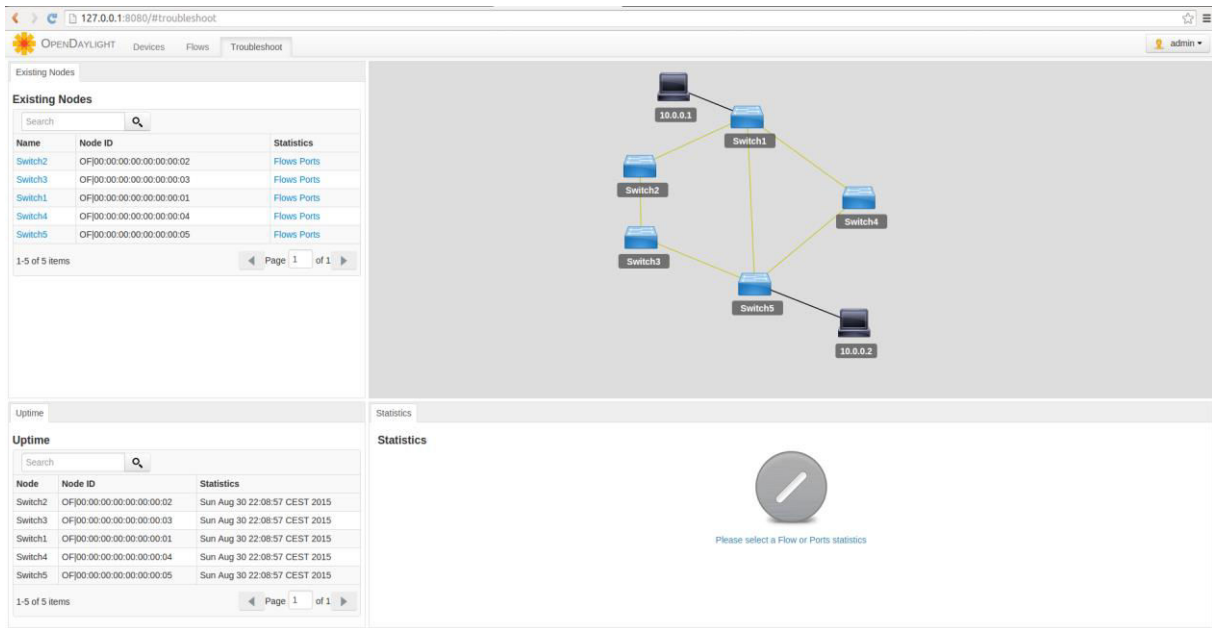 127.0.0.1:8080/#troubleshoot
OPENDAYLIGHT Devices Flows Troubleshoot admin
Existing Nodes
Existing Nodes
Search
Name Node ID Statistics
Switch2 OF|00:00:00:00:00:00:00:02 Flows Ports
Switch3 OF|00:00:00:00:00:00:00:03 Flows Ports
Switch1 OF|00:00:00:00:00:00:00:01 Flows Ports
Switch4 OF|00:00:00:00:00:00:00:04 Flows Ports
Switch5 OF|00:00:00:00:00:00:00:05 Flows Ports
1-5 of 5 items Page 1 of 1
10.0.0.1
Switch1
Switch2
Switch4
Switch3
Switch5
10.0.0.2
Uptime
Uptime
Search
Node Node ID Statistics
Switch2 OF|00:00:00:00:00:00:00:02 Sun Aug 30 22:08:57 CEST 2015
Switch3 OF|00:00:00:00:00:00:00:03 Sun Aug 30 22:08:57 CEST 2015
Switch1 OF|00:00:00:00:00:00:00:01 Sun Aug 30 22:08:57 CEST 2015
Switch4 OF|00:00:00:00:00:00:00:04 Sun Aug 30 22:08:57 CEST 2015
Switch5 OF|00:00:00:00:00:00:00:05 Sun Aug 30 22:08:57 CEST 2015
1-5 of 5 items Page 1 of 1
Statistics
Statistics
Please select a Flow or Ports statistics